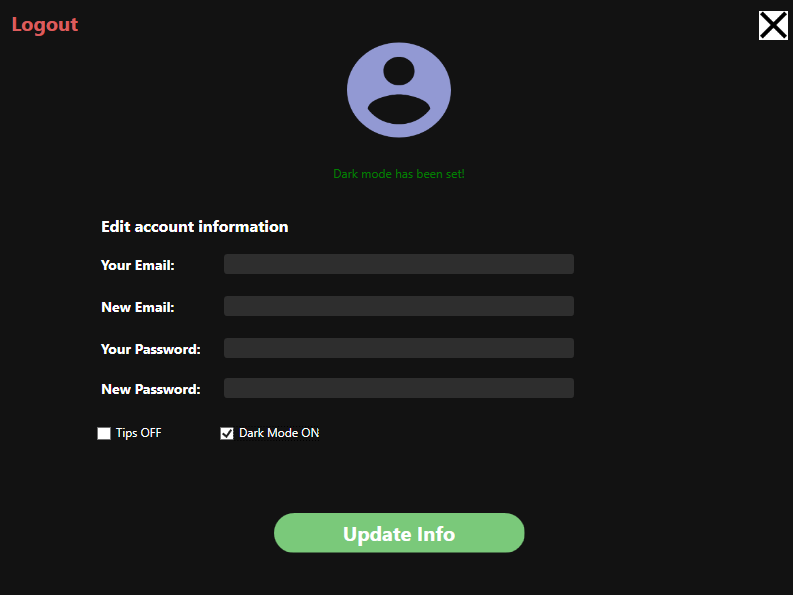 Logout
Dark mode has been set!
Edit account information
Your Email:
New Email:
Your Password:
New Password:
Tips OFF
Dark Mode ON
Update Info